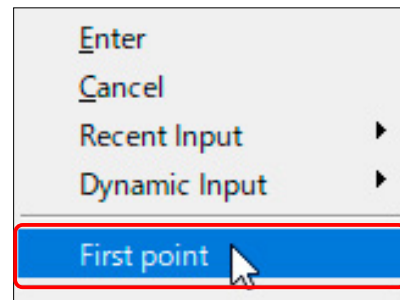 Enter
Cancel
Recent Input
Dynamic Input
First point